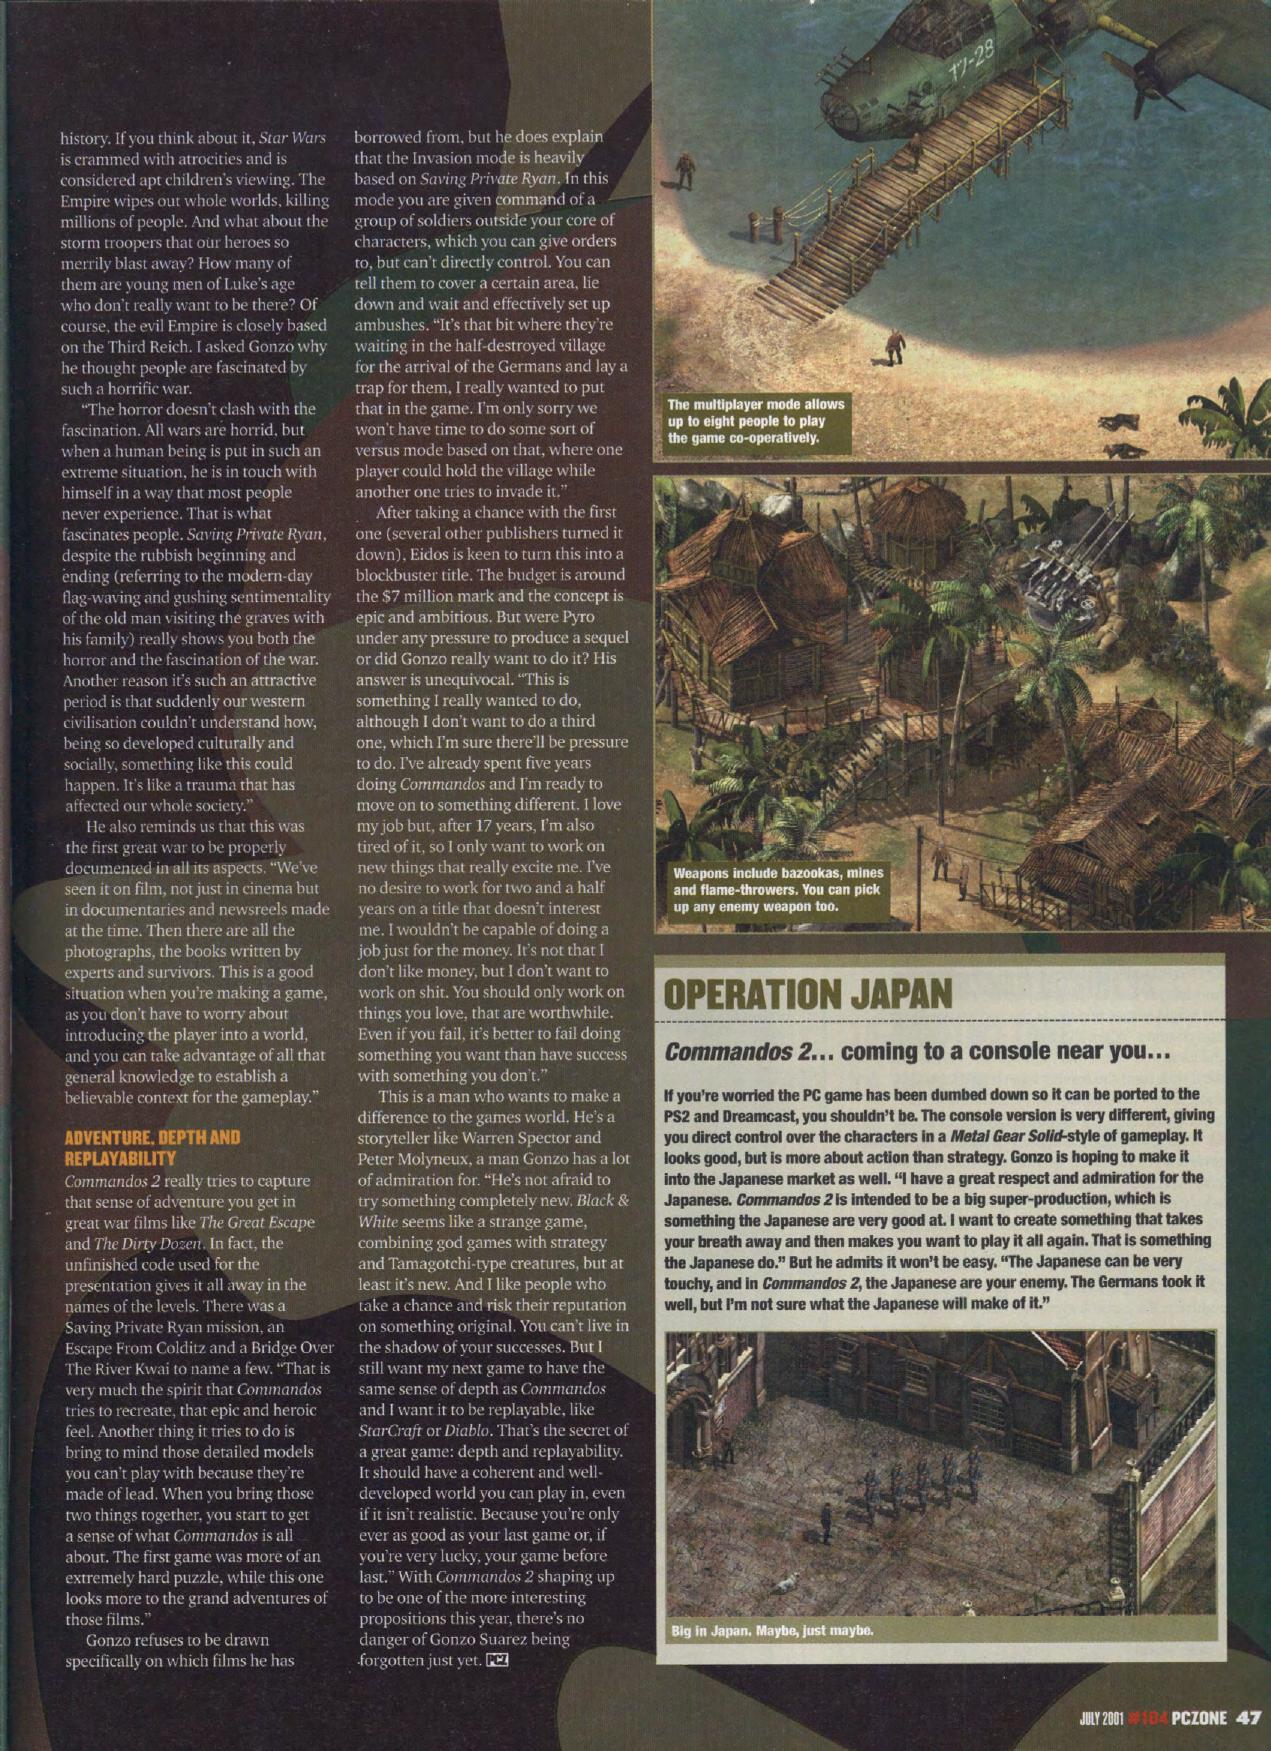 history. If you think about it, Star Wars
is crammed with atrocities and is
considered apt children's viewing. The
Empire wipes out whole worlds, killing
millions of people. And what about the
storm troopers that our heroes so
merrily blast away? How many of
them are young men of Luke's age
who don't really want to be there? Of
course, the evil Empire is closely based
on the Third Reich. I asked Gonzo why
he thought people are fascinated by
such a horrific war.
"The horror doesn't clash with the
fascination. All wars are horrid, but
when a human being is put in such an
extreme situation, he is in touch with
himself in a way that most people
never experience. That is what
fascinates people. Saving Private Ryan,
despite the rubbish beginning and
ending (referring to the modern-day
flag-waving and gushing sentimentality
of the old man visiting the graves with
his family) really shows you both the
horror and the fascination of the war.
Another reason it's such an attractive
period is that suddenly our western
civilisation couldn't understand how,
being so developed culturally and
socially, something like this could
happen. It's like a trauma that has
affected our whole society."
He also reminds us that this was
the first great war to be properly
documented in all its aspects. "We've
seen it on film, not just in cinema but
in documentaries and newsreels made
at the time. Then there are all the
photographs, the books written by
experts and survivors. This is a good
situation when you're making a game,
as you don't have to worry about
introducing the player into a world,
and you can take advantage of all that
general knowledge to establish a
believable context for the gameplay."
ADVENTURE, DEPTH AND
REPLAYABILITY
Commandos 2 really tries to capture
that sense of adventure you get in
great war films like The Great Escape
and The Dirty Dozen. In fact, the
unfinished code used for the
presentation gives it all away in the
names of the levels. There was a
Saving Private Ryan mission, an
Escape From Colditz and a Bridge Over
The River Kwai to name a few. "That is
very much the spirit that Commandos
tries to recreate, that epic and heroic
feel. Another thing it tries to do is
bring to mind those detailed models
you can't play with because they're
made of lead. When you bring those
two things together, you start to get
a sense of what Commandos is all
about. The first game was more of an
extremely hard puzzle, while this one
looks more to the grand adventures of
those films."
Gonzo refuses to be drawn
specifically on which films he has
borrowed from, but he does explain
that the Invasion mode is heavily
based on Saving Private Ryan. In this
mode you are given command of a
group of soldiers outside your core of
characters, which you can give orders
to, but can't directly control. You can
tell them to cover a certain area, lie
down and wait and effectively set up
ambushes. "It's that bit where they're
waiting in the half-destroyed village
for the arrival of the Germans and lay a
trap for them, I really wanted to put
that in the game. I'm only sorry we
won't have time to do some sort of
versus mode based on that, where one
player could hold the village while
another one tries to invade it."
After taking a chance with the first
one (several other publishers turned it
down), Eidos is keen to turn this into a
blockbuster title. The budget is around
the $7 million mark and the concept is
epic and ambitious. But were Pyro
under any pressure to produce a sequel
or did Gonzo really want to do it? His
answer is unequivocal. "This is
something I really wanted to do,
although I don't want to do a third
one, which I'm sure there'll be pressure
to do. I've already spent five years
doing Commandos and I'm ready to
move on to something different. I love
my job but, after 17 years, I'm also
tired of it, so I only want to work on
new things that really excite me. I've
no desire to work for two and a half
years on a title that doesn't interest
me. I wouldn't be capable of doing a
job just for the money. It's not that I
don't like money, but I don't want to
work on shit. You should only work on
things you love, that are worthwhile.
Even if you fail, it's better to fail doing
something you want than have success
with something you don't."
This is a man who wants to make a
difference to the games world. He's a
storyteller like Warren Spector and
Peter Molyneux, a man Gonzo has a lot
of admiration for. "He's not afraid to
try something completely new. Black &
White seems like a strange game,
combining god games with strategy
and Tamagotchi-type creatures, but at
least it's new. And I like people who
take a chance and risk their reputation
on something original. You can't live in
the shadow of your successes. But I
still want my next game to have the
same sense of depth as Commandos
and I want it to be replayable, like
StarCraft or Diablo. That's the secret of
a great game: depth and replayability.
It should have a coherent and well-
developed world you can play in, even
if it isn't realistic. Because you're only
ever as good as your last game or, if
you're very lucky, your game before
last." With Commandos 2 shaping up
to be one of the more interesting
propositions this year, there's no
danger of Gonzo Suarez being
forgotten just yet. PCZ
The multiplayer mode allows
up to eight people to play
the game co-operatively.
Weapons include bazookas, mines
and flame-throwers. You can pick
up any enemy weapon too.
OPERATION JAPAN
Commandos 2... coming to a console near you...
If you're worried the PC game has been dumbed down so it can be ported to the
PS2 and Dreamcast, you shouldn't be. The console version is very different, giving
you direct control over the characters in a Metal Gear Solid-style of gameplay. It
looks good, but is more about action than strategy. Gonzo is hoping to make it
into the Japanese market as well. "I have a great respect and admiration for the
Japanese. Commandos 2 is intended to be a big super-production, which is
something the Japanese are very good at. I want to create something that takes
your breath away and then makes you want to play it all again. That is something
the Japanese do." But he admits it won't be easy. "The Japanese can be very
touchy, and in Commandos 2, the Japanese are your enemy. The Germans took it
well, but I'm not sure what the Japanese will make of it."
Big in Japan. Maybe, just maybe.
JULY 2001 #104 PCZONE 47